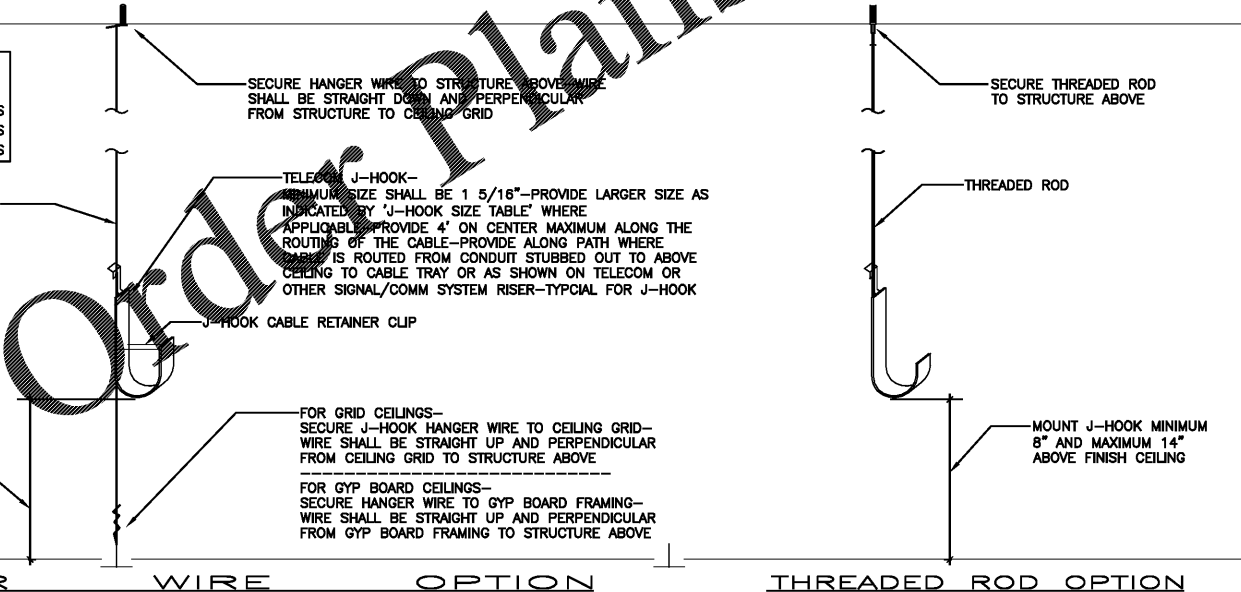 Order Plan
SECURE HANGER WIRE TO STRUCTURE ABOVE-WIRE
SHALL BE STRAIGHT DOWN AND PERPENDICULAR
FROM STRUCTURE TO CEILING GRID
TELECOM J-HOOK-
MINIMUM SIZE SHALL BE 1 5/16"-PROVIDE LARGER SIZE AS
INDICATED BY 'J-HOOK SIZE TABLE' WHERE
APPLICABLE-PROVIDE 4' ON CENTER MAXIMUM ALONG THE
ROUTING OF THE CABLE-PROVIDE ALONG PATH WHERE
CABLE IS ROUTED FROM CONDUIT STUBBED OUT TO ABOVE
CEILING TO CABLE TRAY OR AS SHOWN ON TELECOM OR
OTHER SIGNAL/COMM SYSTEM RISER-TYPCIAL FOR J-HOOK
J-HOOK CABLE RETAINER CLIP
FOR GRID CEILINGS-
SECURE J-HOOK HANGER WIRE TO CEILING GRID-
WIRE SHALL BE STRAIGHT UP AND PERPENDICULAR
FROM CEILING GRID TO STRUCTURE ABOVE
FOR GYP BOARD CEILINGS-
SECURE HANGER WIRE TO GYP BOARD FRAMING-
WIRE SHALL BE STRAIGHT UP AND PERPENDICULAR
FROM GYP BOARD FRAMING TO STRUCTURE ABOVE
WIRE OPTION
SECURE THREADED ROD
TO STRUCTURE ABOVE
THREADED ROD
MOUNT J-HOOK MINIMUM
8" AND MAXIMUM 14"
ABOVE FINISH CEILING
THREADED ROD OPTION